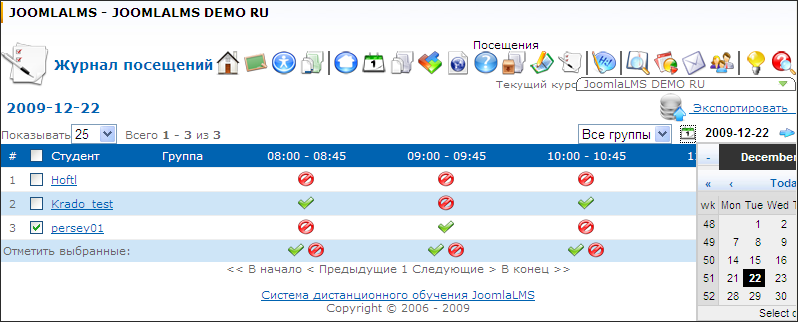 JOOMLALMS - JOOMLALMS DEMO RU
Посещения
Журнал посещений
Hi!
Текущий курс JoomlaLMS DEMO RU
2009-12-22 Экспортировать
Показывать 25 Всего 1 - 3 из 3 Все группы 1 2009-12-22
# Студент Группа 08:00 - 08:45 09:00 - 09:45 10:00 - 10:45 11 - December
1 Hoftl
2 Krado_test
3 persey01
Отметить выбранные:
« ‹ Toda
wk Mon Tue Wed T
48 1 2
49 7 8 9
50 14 15 16
51 21 22 23
52 28 29 30
Select d
<< В начало < Предыдущие 1 Следующие > В конец >>
Система дистанционного обучения JoomlaLMS
Copyright © 2006 - 2009